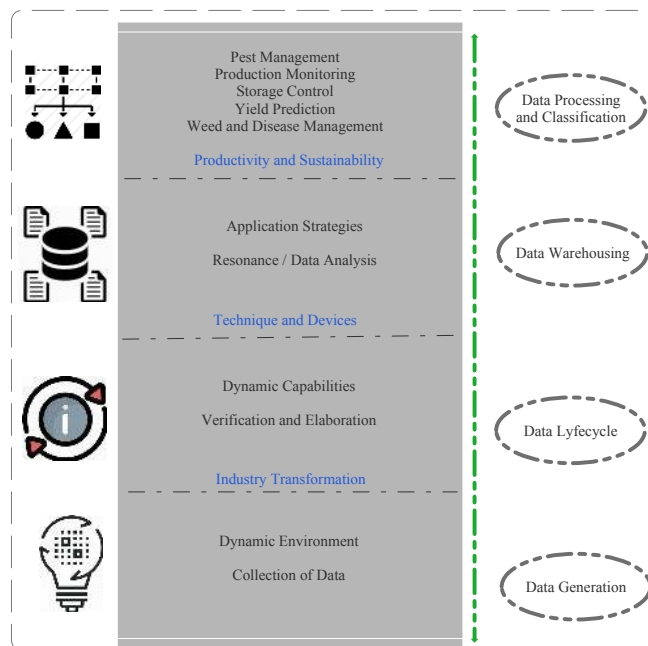 Pest Management
Production Monitoring
Storage Control
Yield Prediction
Weed and Disease Management
Productivity and Sustainability
Data Processing
and Classification
Application Strategies
Resonance / Data Analysis
Technique and Devices
Data Warehousing
Dynamic Capabilities
Verification and Elaboration
Industry Transformation
Data Lyfecycle
Dynamic Environment
Collection of Data
Data Generation
i